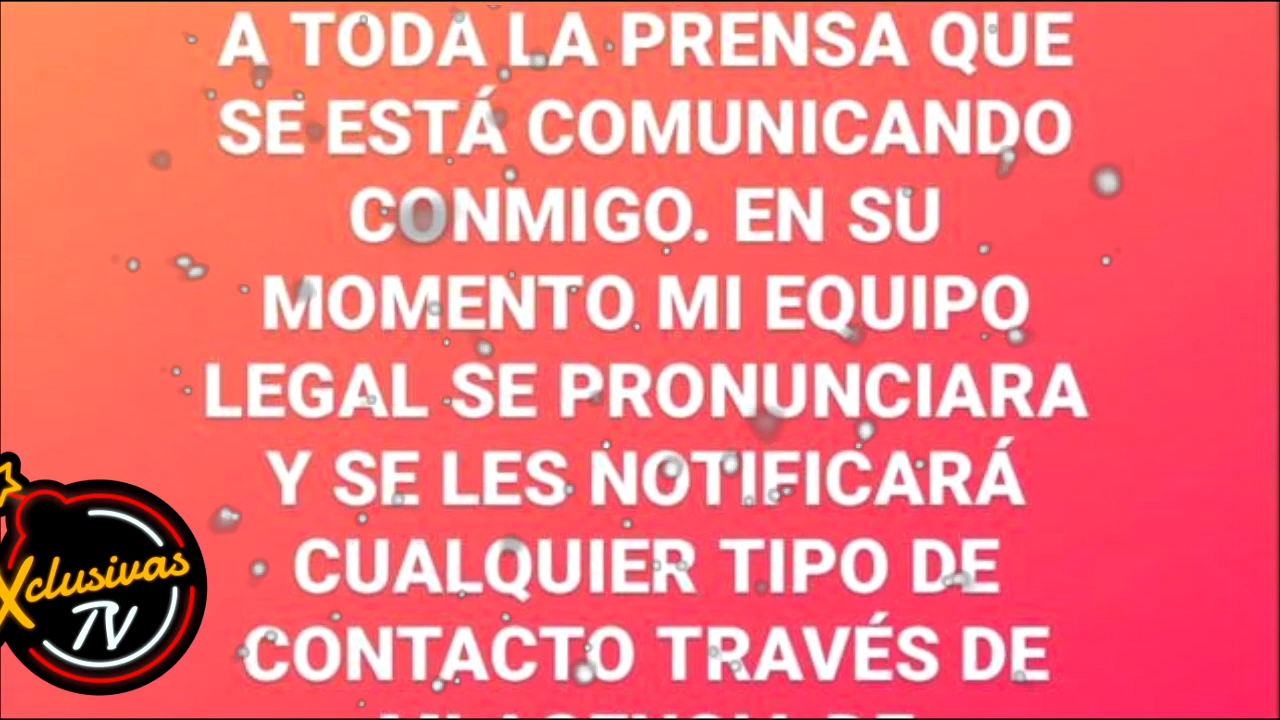 A TODA LA PRENSA QUE
SE ESTÁ COMUNICANDO
CONMIGO. EN SU
MOMENTO MI EQUIPO
LEGAL SE PRONUNCIARA
Y SE LES NOTIFICARÁ
CUALQUIER TIPO DE
CONTACTO TRAVÉS DE
Xclusivas
TV